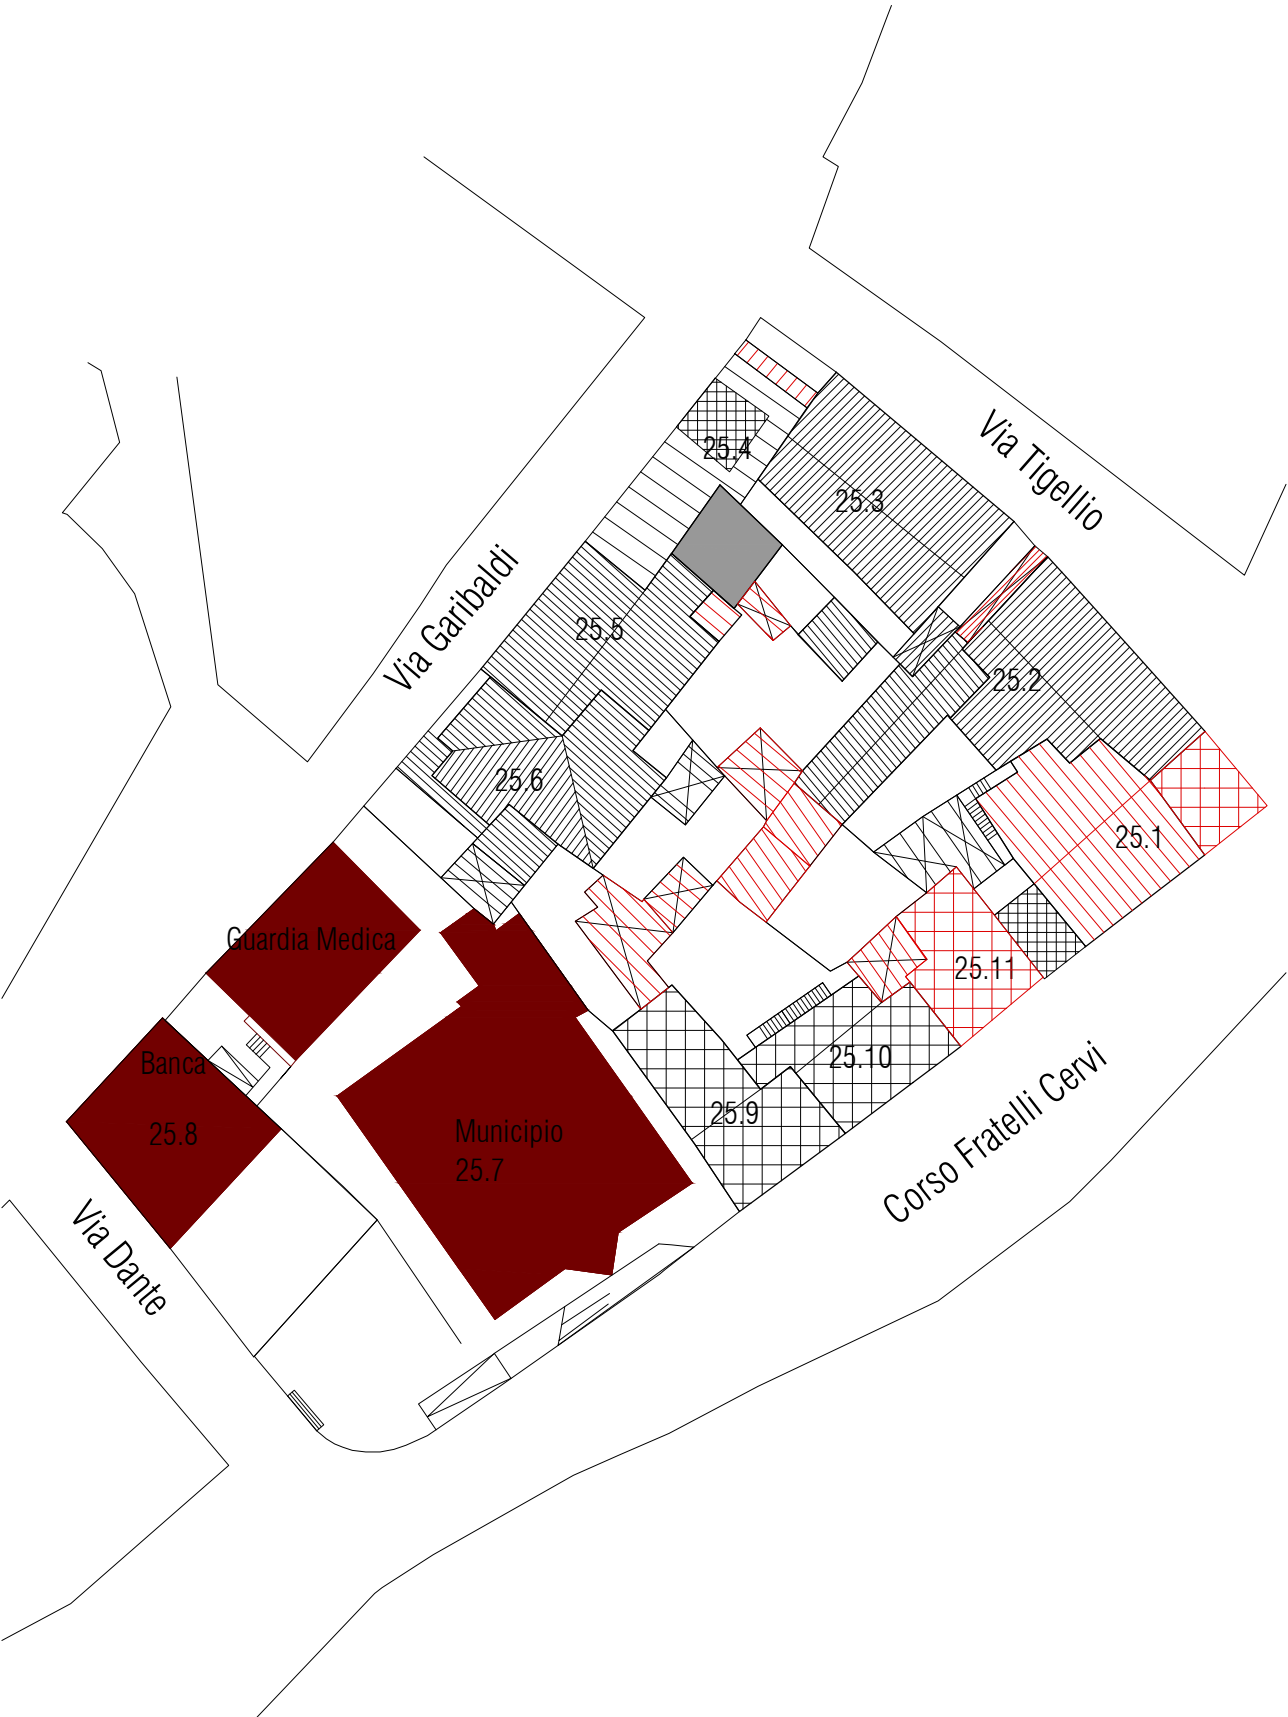 Via Tigellio
25.4
25.3
Via Garibaldi
25.5
25.2
25.6
25.1
Guardia Medica
25.11
Banca
25.10
25.9
25.8
Municipio
25.7
Corso Fratelli Cervi
Via Dante